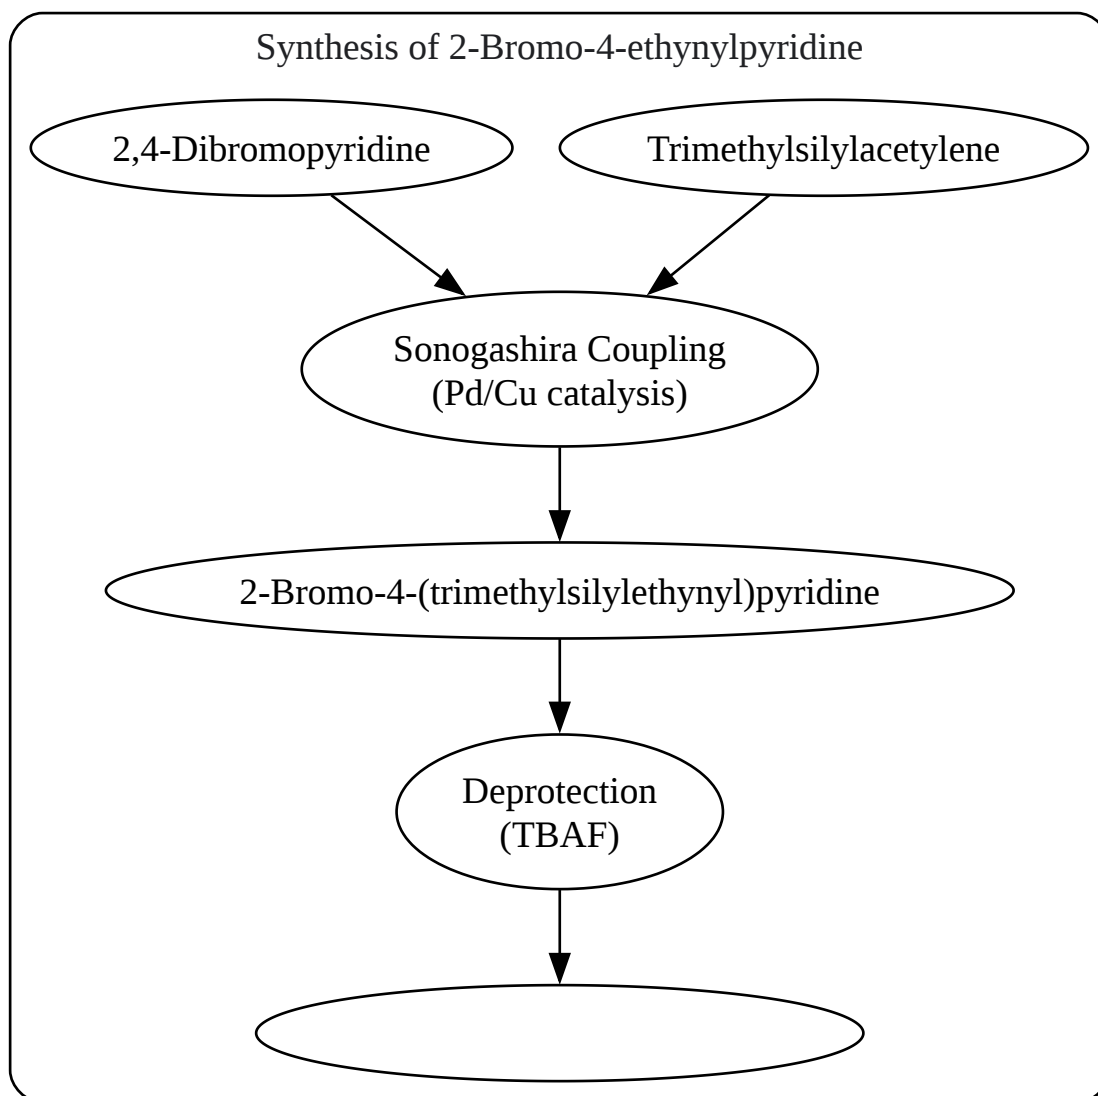 Synthesis of 2-Bromo-4-ethynylpyridine
2,4-Dibromopyridine
Trimethylsilylacetylene
Sonogashira Coupling
(Pd/Cu catalysis)
2-Bromo-4-(trimethylsilylethynyl)pyridine
Deprotection
(TBAF)